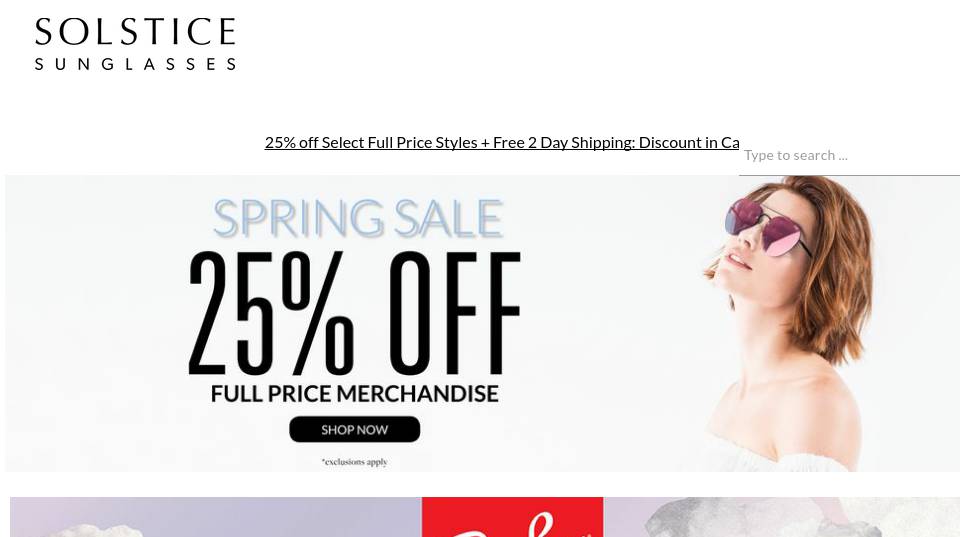 SOLSTICE
SUNGLASSES
25% off Select Full Price Styles + Free 2 Day Shipping: Discount in Ca
Type to search ...
SPRING SALE
25% OFF
FULL PRICE MERCHANDISE
SHOP NOW
*exclusions apply